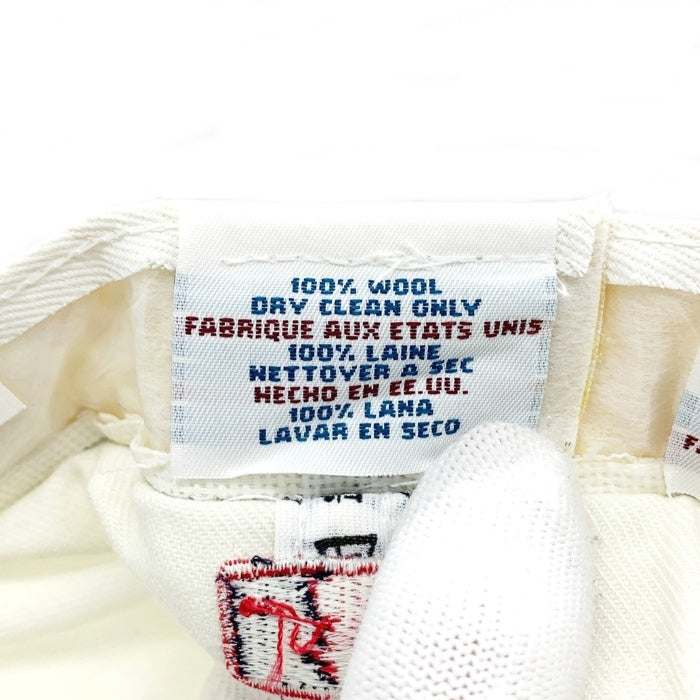 100% WOOL
DRY CLEAN ONLY
FABRIQUE AUX ETATS UNIS
100% LAINE
NETTOYER A SEC
HECHO EN EE.UU.
100% LANA
LAVAR EN SECO